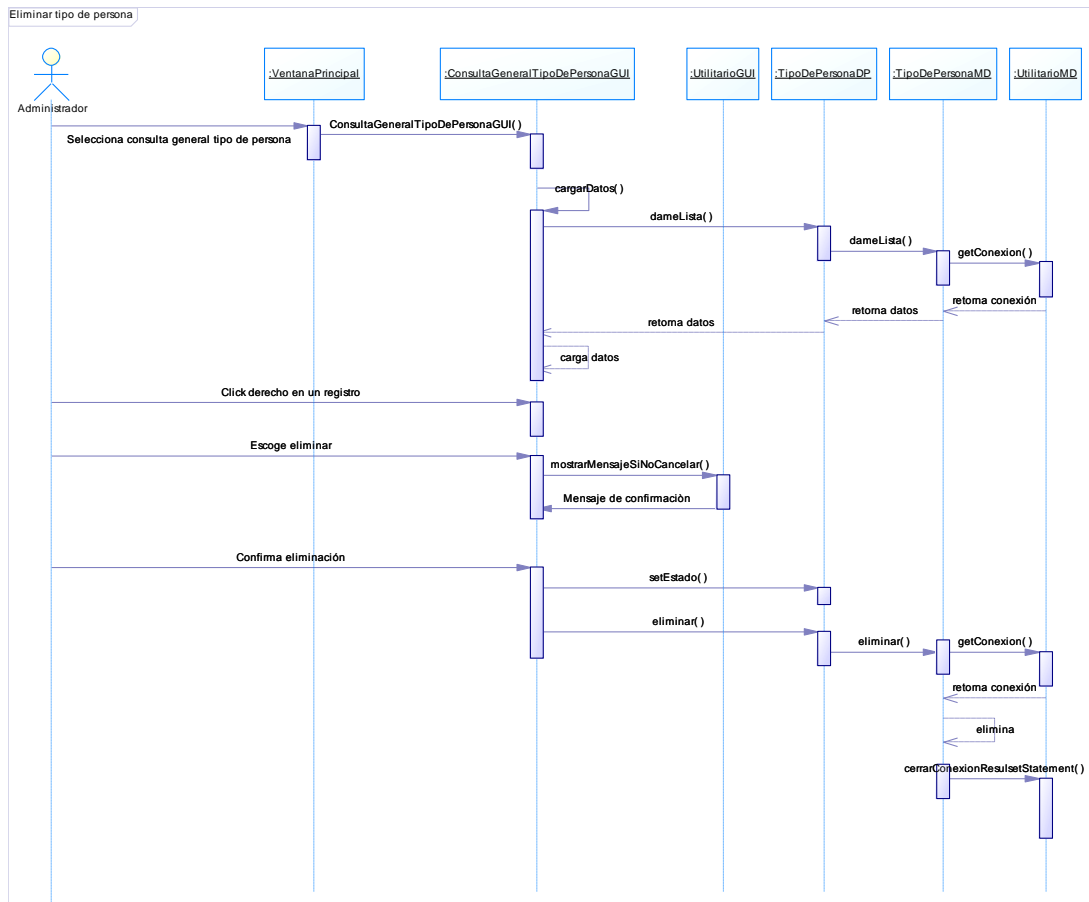 Eliminar tipo de persona
:VentanaPrincipal
:ConsultaGeneralTipoDePersonaGUI
:UtilitarioGUI
:TipoDePersonaDP
:TipoDePersonaMD
:UtilitarioMD
Administrador
ConsultaGeneralTipoDePersonaGUI( )
Selecciona consulta general tipo de persona
cargarDatos( )
dameLista( )
dameLista( )
getConexion( )
retorna conexión
retorna datos
retorna datos
carga datos
Click derecho en un registro
Escoge eliminar
mostrarMensajeSiNoCancelar( )
Mensaje de confirmaciòn
Confirma eliminación
setEstado( )
eliminar( )
eliminar( )
getConexion( )
retorna conexión
elimina
cerrarConexionResulsetStatement( )